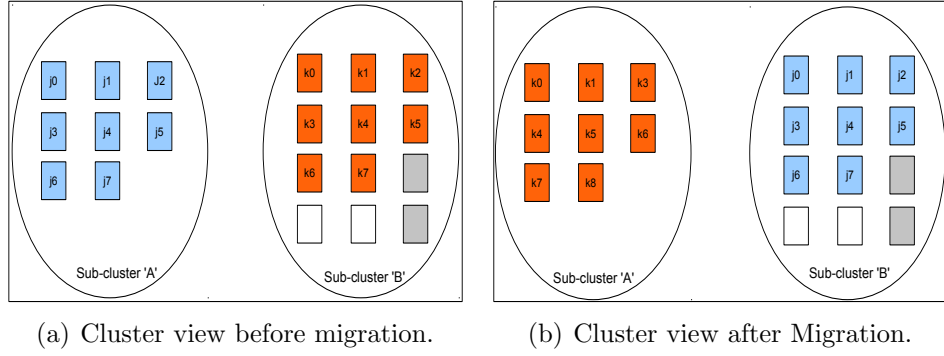 j0 j1 J2
j3 j4 j5
j6 j7
Sub-cluster 'A'
k0 k1 k2
k3 k4 k5
k6 k7
Sub-cluster 'B'
(a) Cluster view before migration.
k0 k1 k3
k4 k5 k6
k7 k8
Sub-cluster 'A'
j0 j1 j2
j3 j4 j5
j6 j7
Sub-cluster 'B'
(b) Cluster view after Migration.